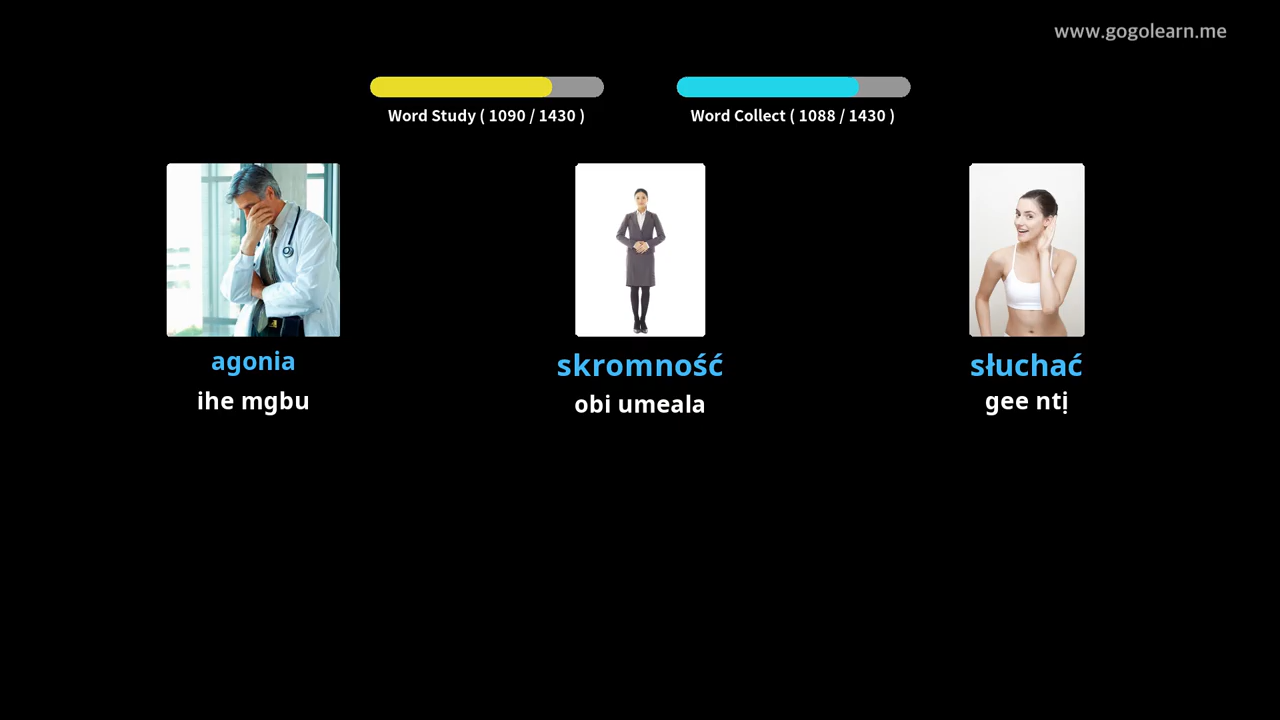 www.gogolearn.me
Word Study ( 1090 / 1430 )
Word Collect ( 1088 / 1430 )
agonia
ihe mgbu
skromność
obi umeala
słuchać
gee ntị